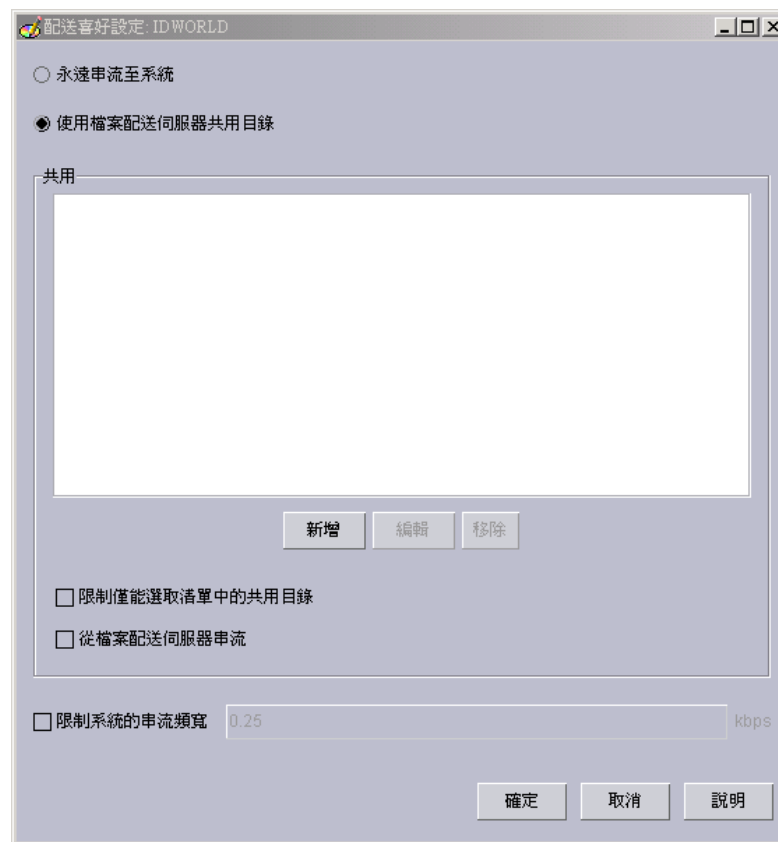 配送喜好設定: IDWORLD
永遠串流至系統
使用檔案配送伺服器共用目錄
共用
新增 編輯 移除
限制僅能選取清單中的共用目錄
從檔案配送伺服器串流
限制系統的串流頻寬 0.25 kbps
確定 取消 說明